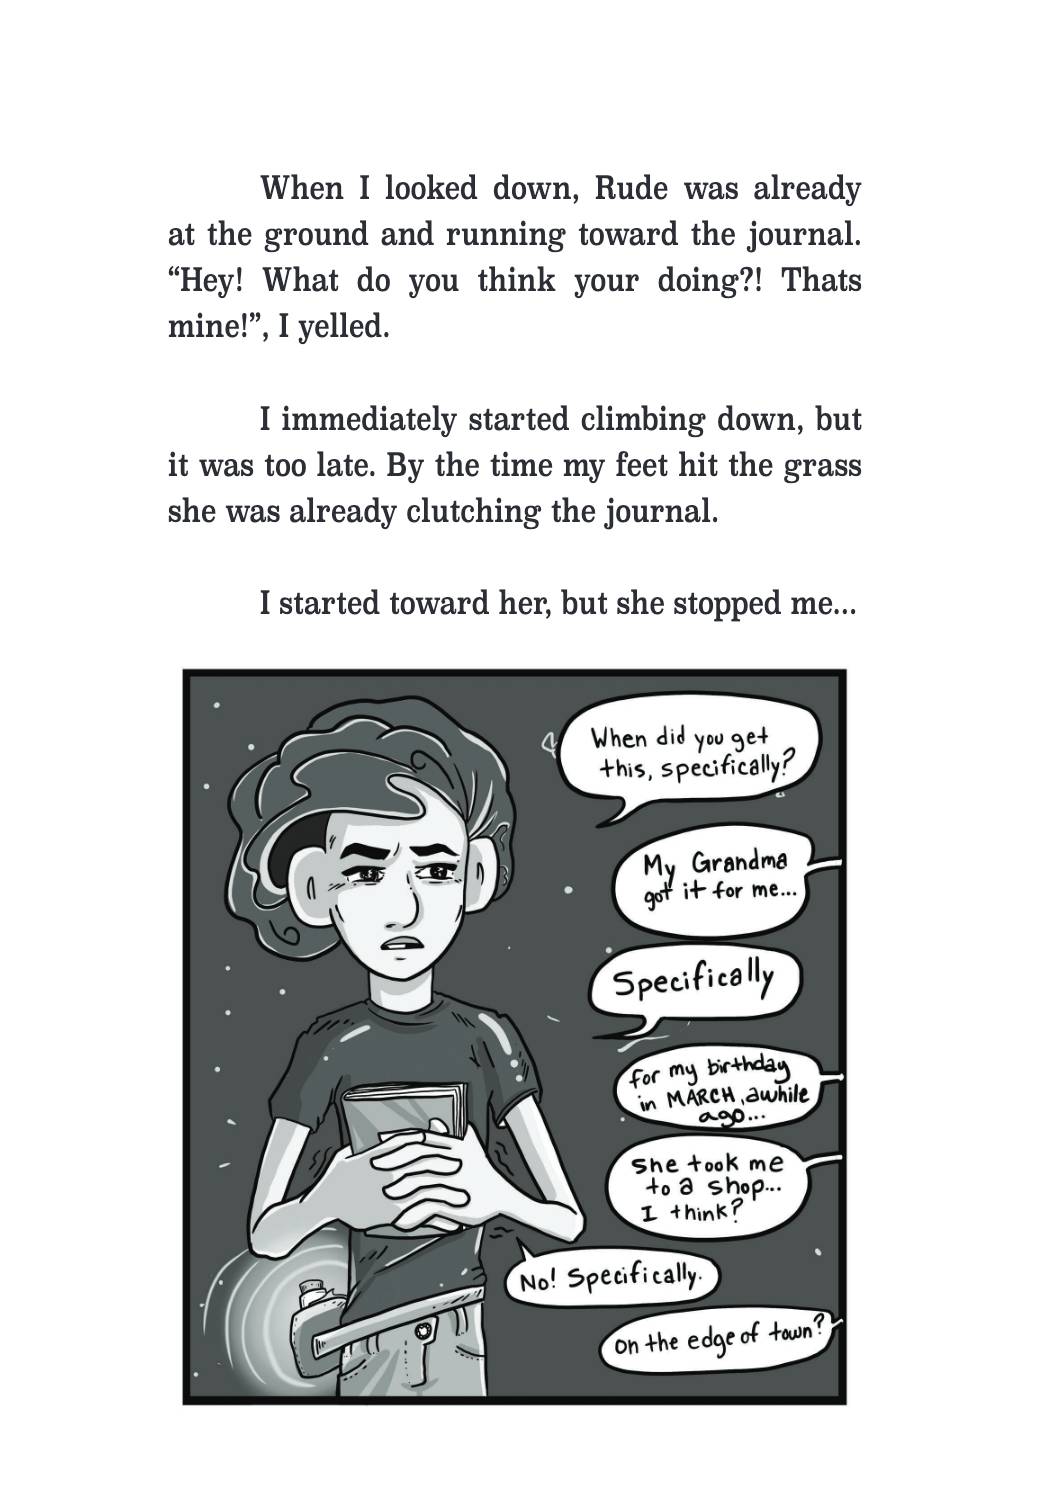 When I looked down, Rude was already
at the ground and running toward the journal.
“Hey! What do you think your doing?! Thats
mine!”, I yelled.
I immediately started climbing down, but
it was too late. By the time my feet hit the grass
she was already clutching the journal.
I started toward her, but she stopped me...
When did you get
this, specifically?
My Grandma
got it for me...
Specifically
for my birthday
in MARCH, awhile
ago...
She took me
to a shop...
I think?
No! Specifically.
On the edge of town?